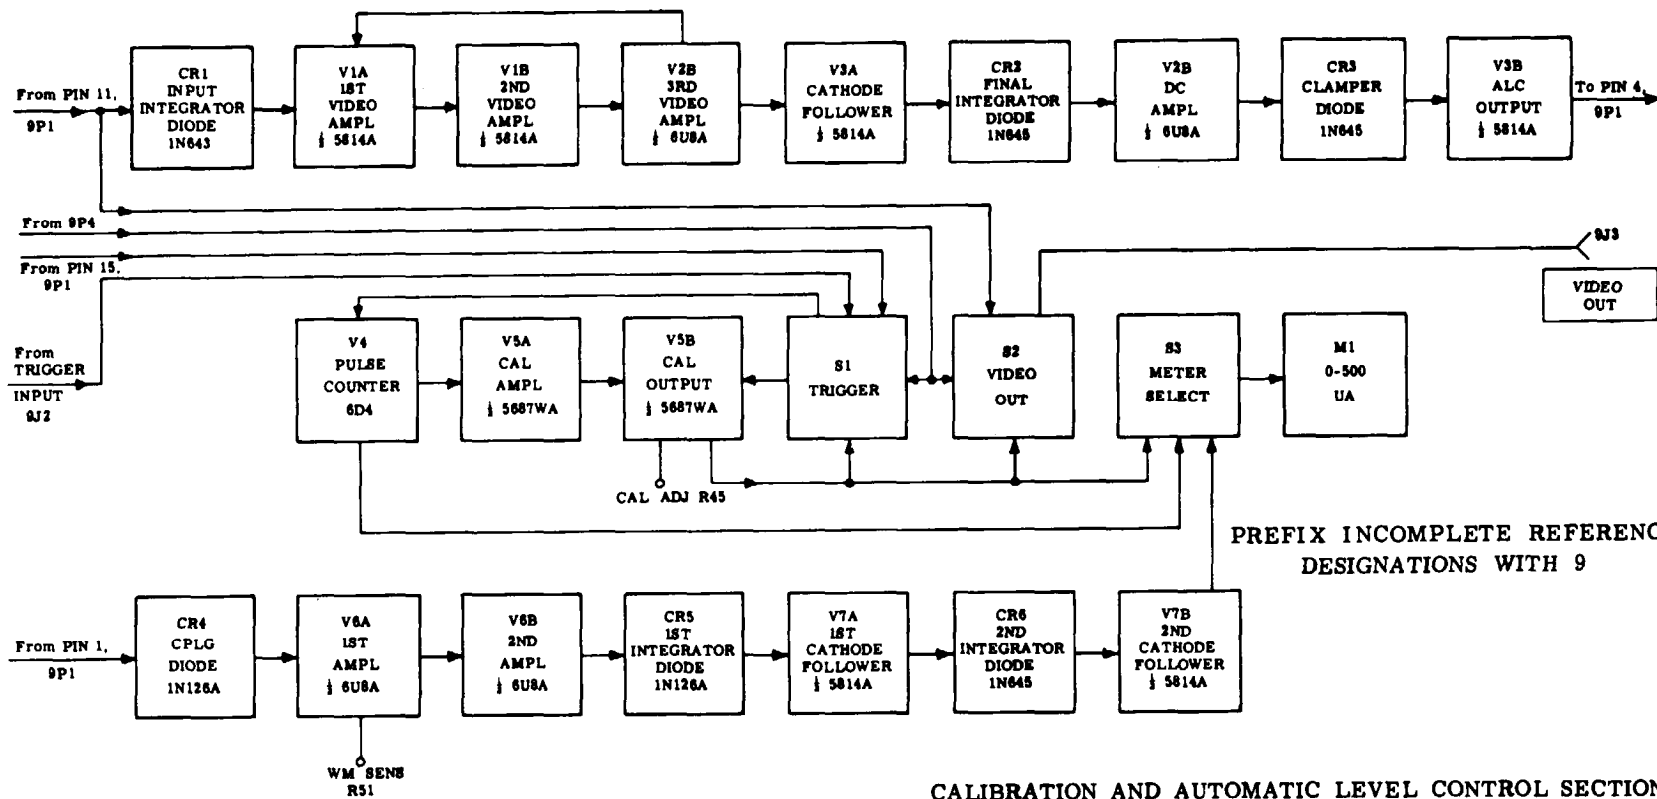 From PIN 11,
9P1
CR1
INPUT
INTEGRATOR
DIODE
1N643
V1A
1ST
VIDEO
AMPL
½ 5814A
V1B
2ND
VIDEO
AMPL
½ 5814A
V2B
3RD
VIDEO
AMPL
½ 6U8A
V3A
CATHODE
FOLLOWER
½ 5814A
CR2
FINAL
INTEGRATOR
DIODE
1N645
V2B
DC
AMPL
½ 6U8A
CR3
CLAMPER
DIODE
1N645
V3B
ALC
OUTPUT
½ 5814A
To PIN 4,
9P1
From 9P4
From PIN 15,
9P1
From
TRIGGER
INPUT
9J2
V4
PULSE
COUNTER
6D4
V5A
CAL
AMPL
½ 5687WA
V5B
CAL
OUTPUT
½ 5687WA
S1
TRIGGER
S2
VIDEO
OUT
S3
METER
SELECT
M1
0-500
UA
9J3
VIDEO
OUT
CAL ADJ R45
PREFIX INCOMPLETE REFERENC
DESIGNATIONS WITH 9
From PIN 1,
9P1
CR4
CPLG
DIODE
1N126A
V6A
1ST
AMPL
½ 6U8A
V6B
2ND
AMPL
½ 6U8A
CR5
1ST
INTEGRATOR
DIODE
1N126A
V7A
1ST
CATHODE
FOLLOWER
½ 5814A
CR6
2ND
INTEGRATOR
DIODE
1N645
V7B
2ND
CATHODE
FOLLOWER
½ 5814A
WM SENS
R51
CALIBRATION AND AUTOMATIC LEVEL CONTROL SECTION